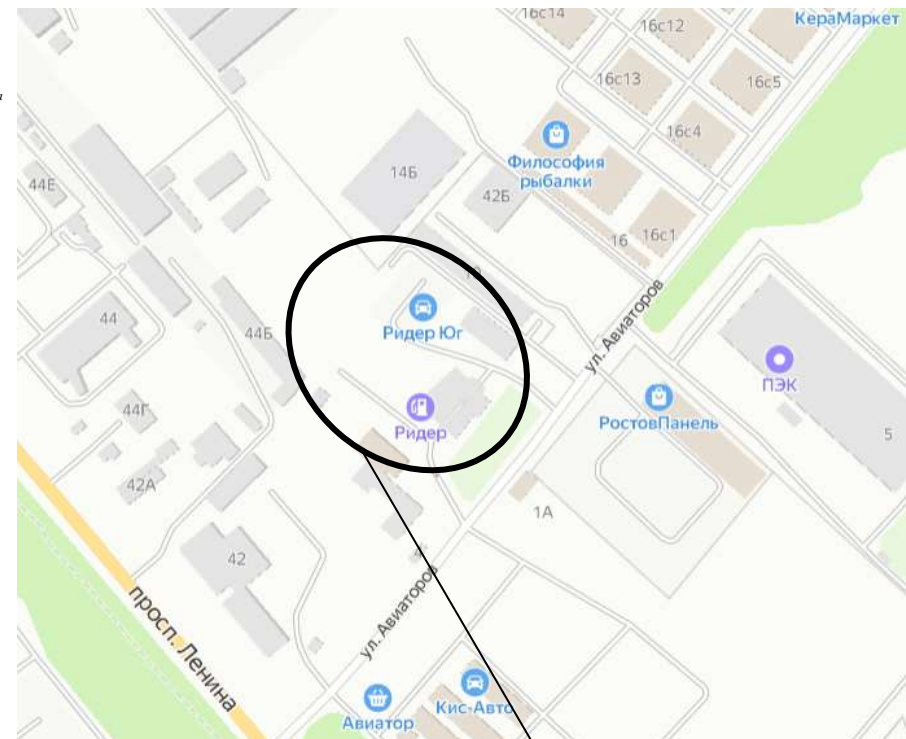 16с14
16с12
КераМаркет
16с13
16с5
16с4
Философия
рыбалки
14Б
42Б
44Е
16
16с1
44
44Б
Ридер Юг
ул. Авиаторов
ПЭК
РостовПанель
44Г
Ридер
5
42А
1А
42
просп. Ленина
ул. Авиаторов
Авиатор
Кис-Авто